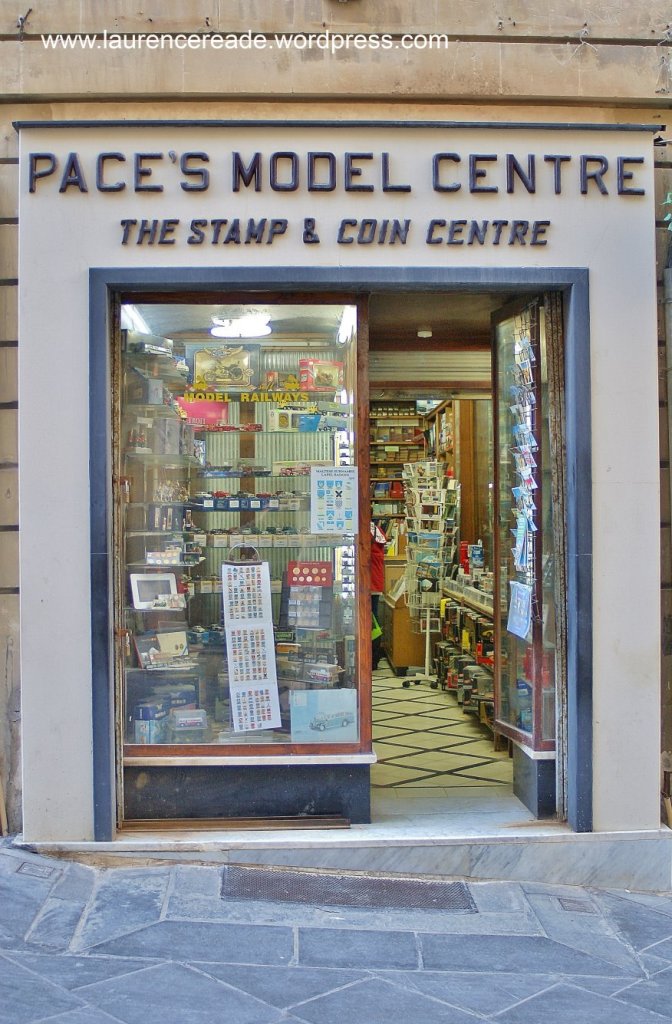 www.laurencereade.wordpress.com
PACE'S MODEL CENTRE
THE STAMP & COIN CENTRE
MODEL RAILWAYS